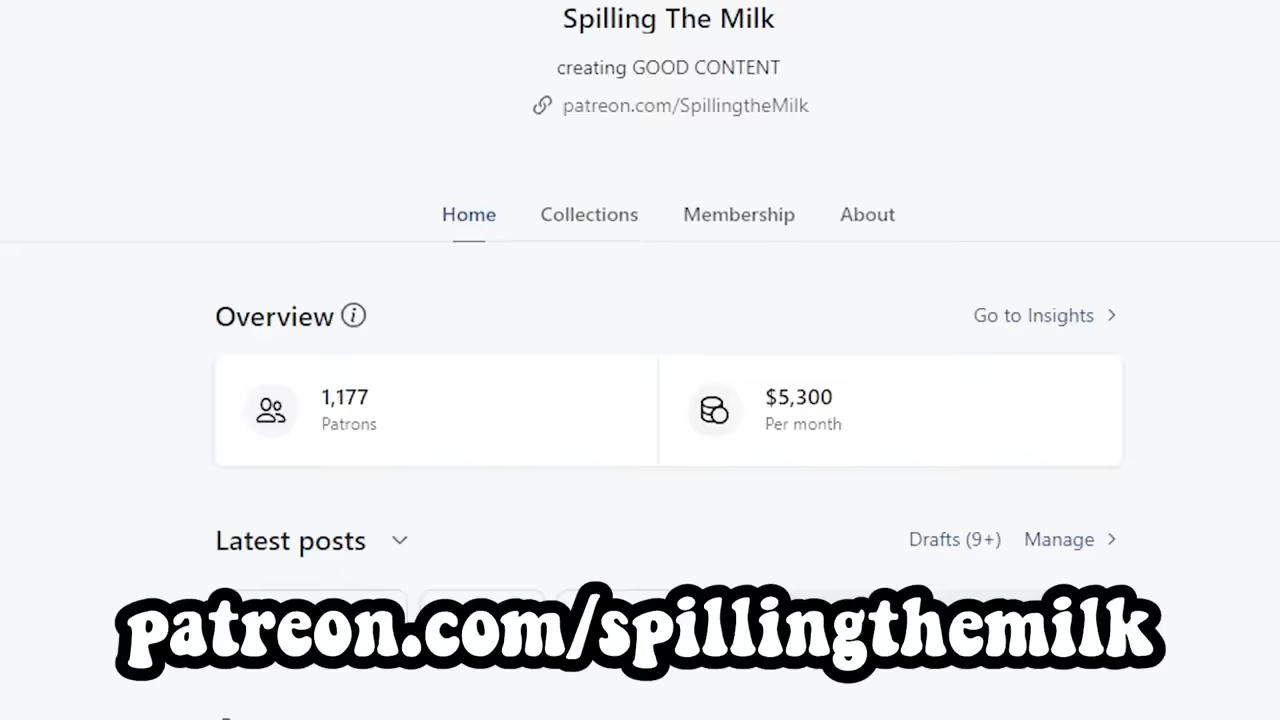 Spilling The Milk
creating GOOD CONTENT
patreon.com/SpillingtheMilk
Home Collections Membership About
Overview Go to Insights
1,177 $5,300
Patrons Per month
Latest posts Drafts (9+) Manage
patreon.com/spillingthemilk